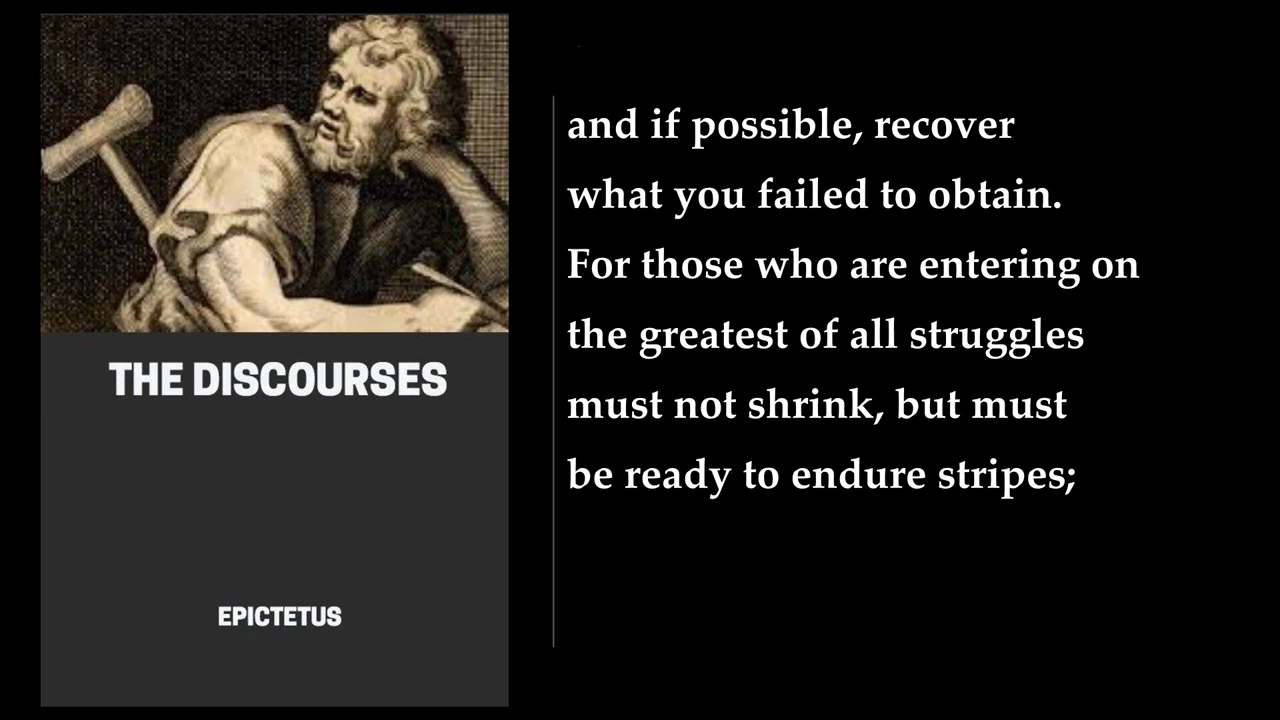 THE DISCOURSES
EPICTETUS
and if possible, recover
what you failed to obtain.
For those who are entering on
the greatest of all struggles
must not shrink, but must
be ready to endure stripes;